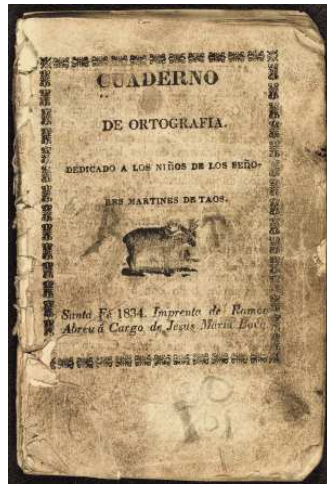 CUADERNO
DE ORTOGRAFIA.
DEDICADO A LOS NIÑOS DE LOS SEÑO-
RES MARTINES DE TAOS.
Santa Fé 1834. Imprenta de Ramon
Abreu á Cargo de Jesus Maria Baca